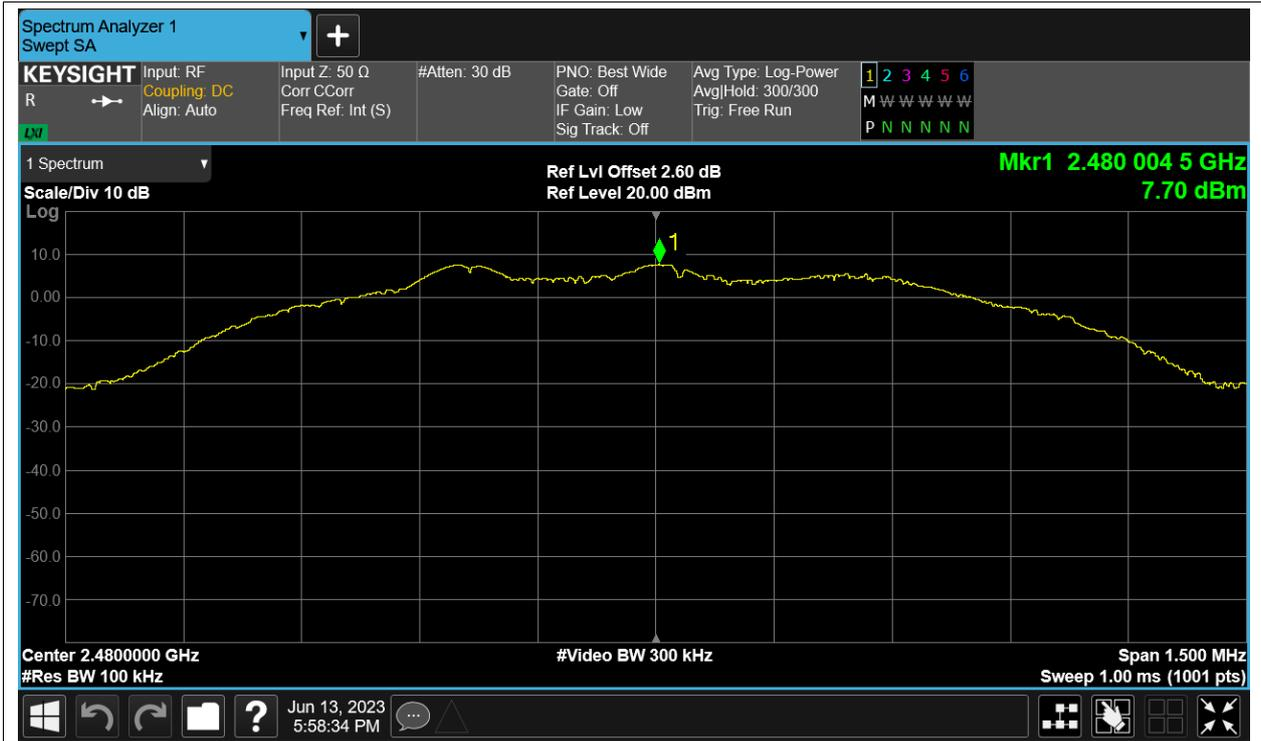 Spectrum Analyzer 1
Swept SA
+
KEYSIGHT
R
LXI
Input: RF
Coupling: DC
Align: Auto
Input Z: 50 Ω
Corr CCorr
Freq Ref: Int (S)
#Atten: 30 dB
PNO: Best Wide
Gate: Off
IF Gain: Low
Sig Track: Off
Avg Type: Log-Power
Avg|Hold: 300/300
Trig: Free Run
1 2 3 4 5 6
M W W W W W W
P N N N N N
1 Spectrum
Scale/Div 10 dB
Ref Lvl Offset 2.60 dB
Ref Level 20.00 dBm
Mkr1 2.480 004 5 GHz
7.70 dBm
Log
1
10.0
0.00
-10.0
-20.0
-30.0
-40.0
-50.0
-60.0
-70.0
Center 2.4800000 GHz
#Res BW 100 kHz
#Video BW 300 kHz
Span 1.500 MHz
Sweep 1.00 ms (1001 pts)
?
Jun 13, 2023
5:58:34 PM